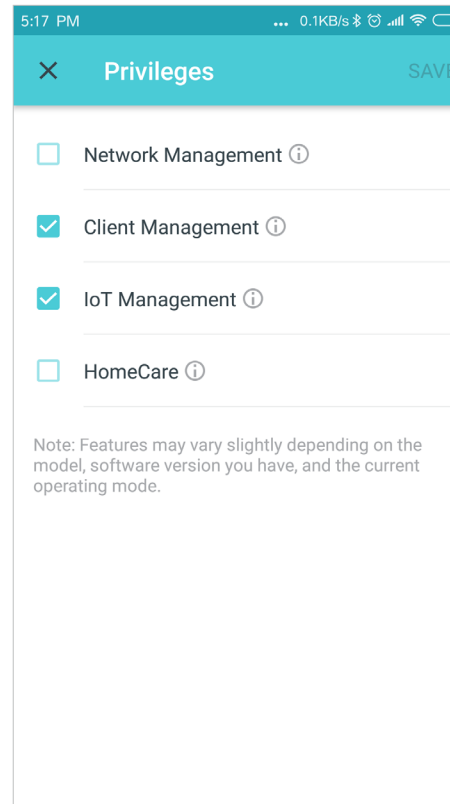 5:17 PM ... 0.1KB/s
Privileges SAVE
Network Management
Client Management
IoT Management
HomeCare
Note: Features may vary slightly depending on the
model, software version you have, and the current
operating mode.